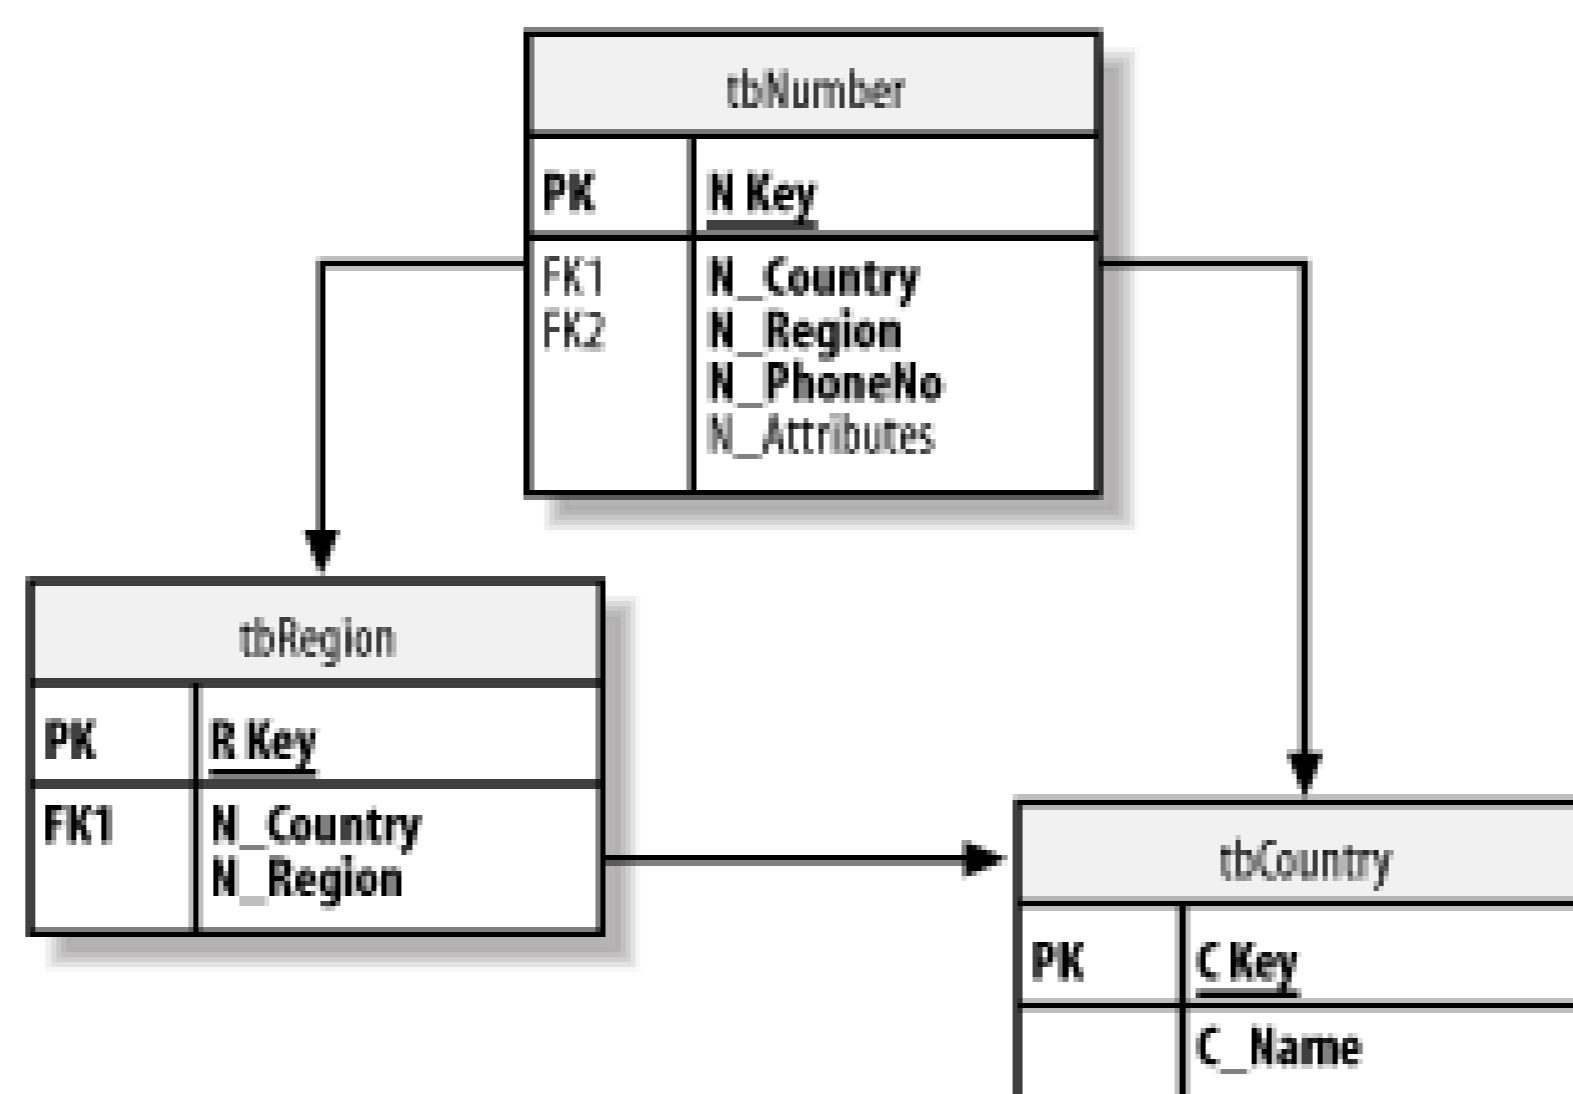 tbNumber
PK N Key
FK1 N_Country
FK2 N_Region
N_PhoneNo
N_Attributes
tbRegion
PK R Key
FK1 N_Country
N_Region
tbCountry
PK C Key
C_Name